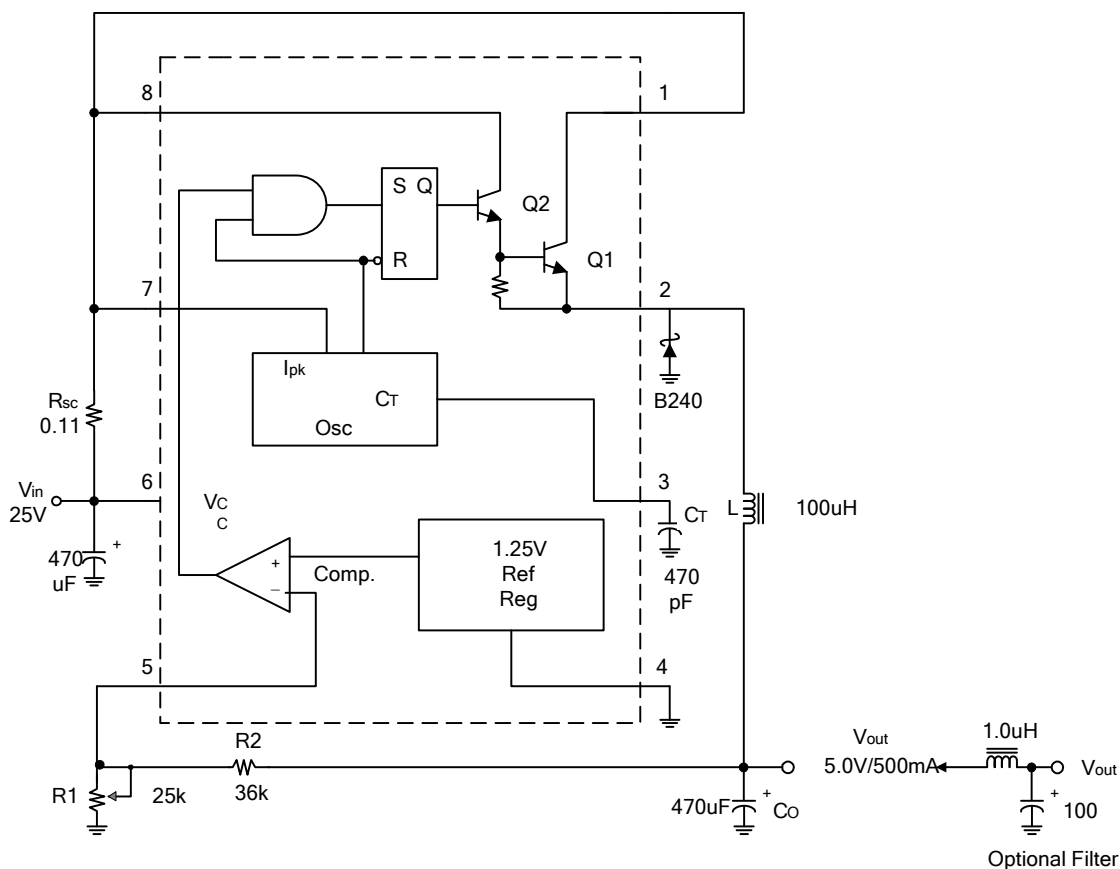 8
1
S Q
Q2
R
Q1
7
2
Ipk
CT
Osc
B240
Rsc
0.11
Vin
25V
6
VC
C
3
CT
L
100uH
470
uF
+
+
Comp.
−
1.25V
Ref
Reg
470
pF
5
4
R2
36k
R1
25k
470uF
+
CO
Vout
5.0V/500mA
1.0uH
Vout
+
100
Optional Filter